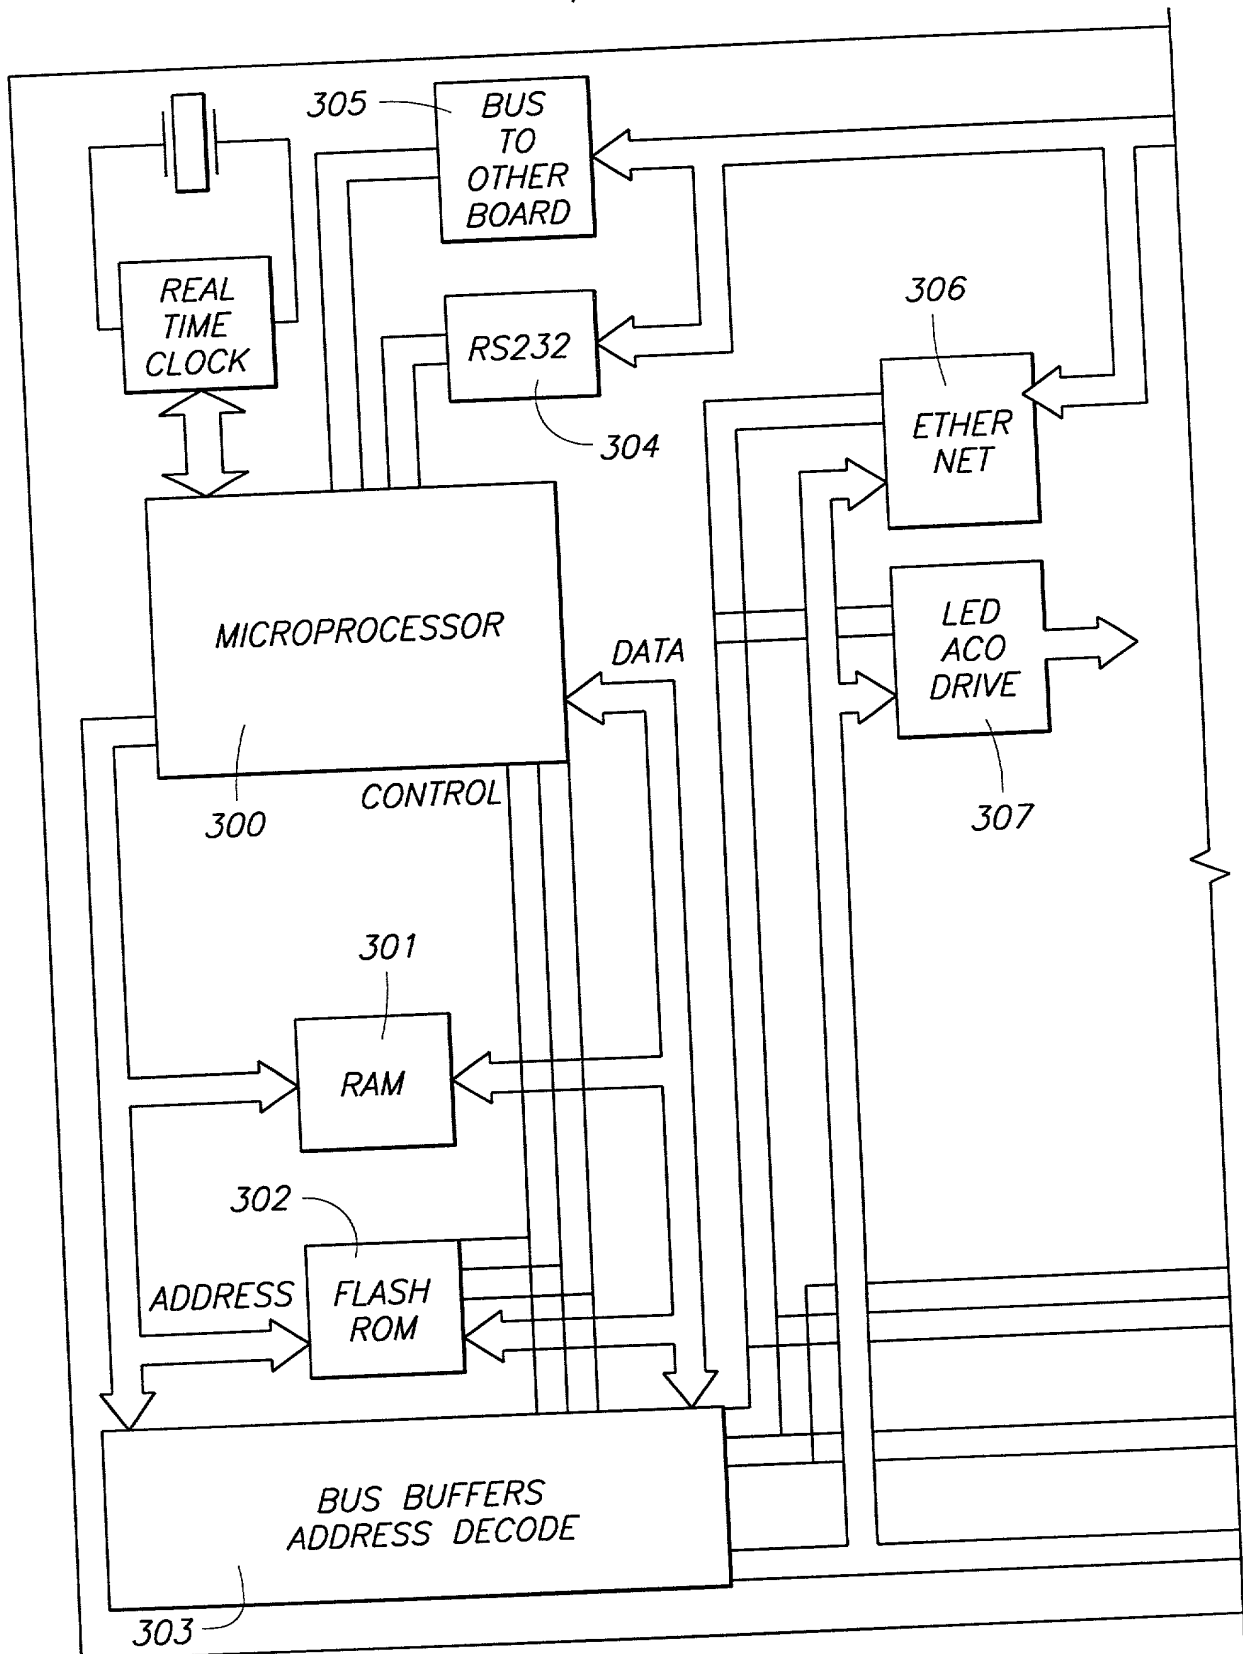 305
BUS
TO
OTHER
BOARD
REAL
TIME
CLOCK
RS232
304
306
ETHER
NET
MICROPROCESSOR
300
DATA
LED
ACO
DRIVE
307
CONTROL
301
RAM
302
ADDRESS
FLASH
ROM
BUS BUFFERS
ADDRESS DECODE
303